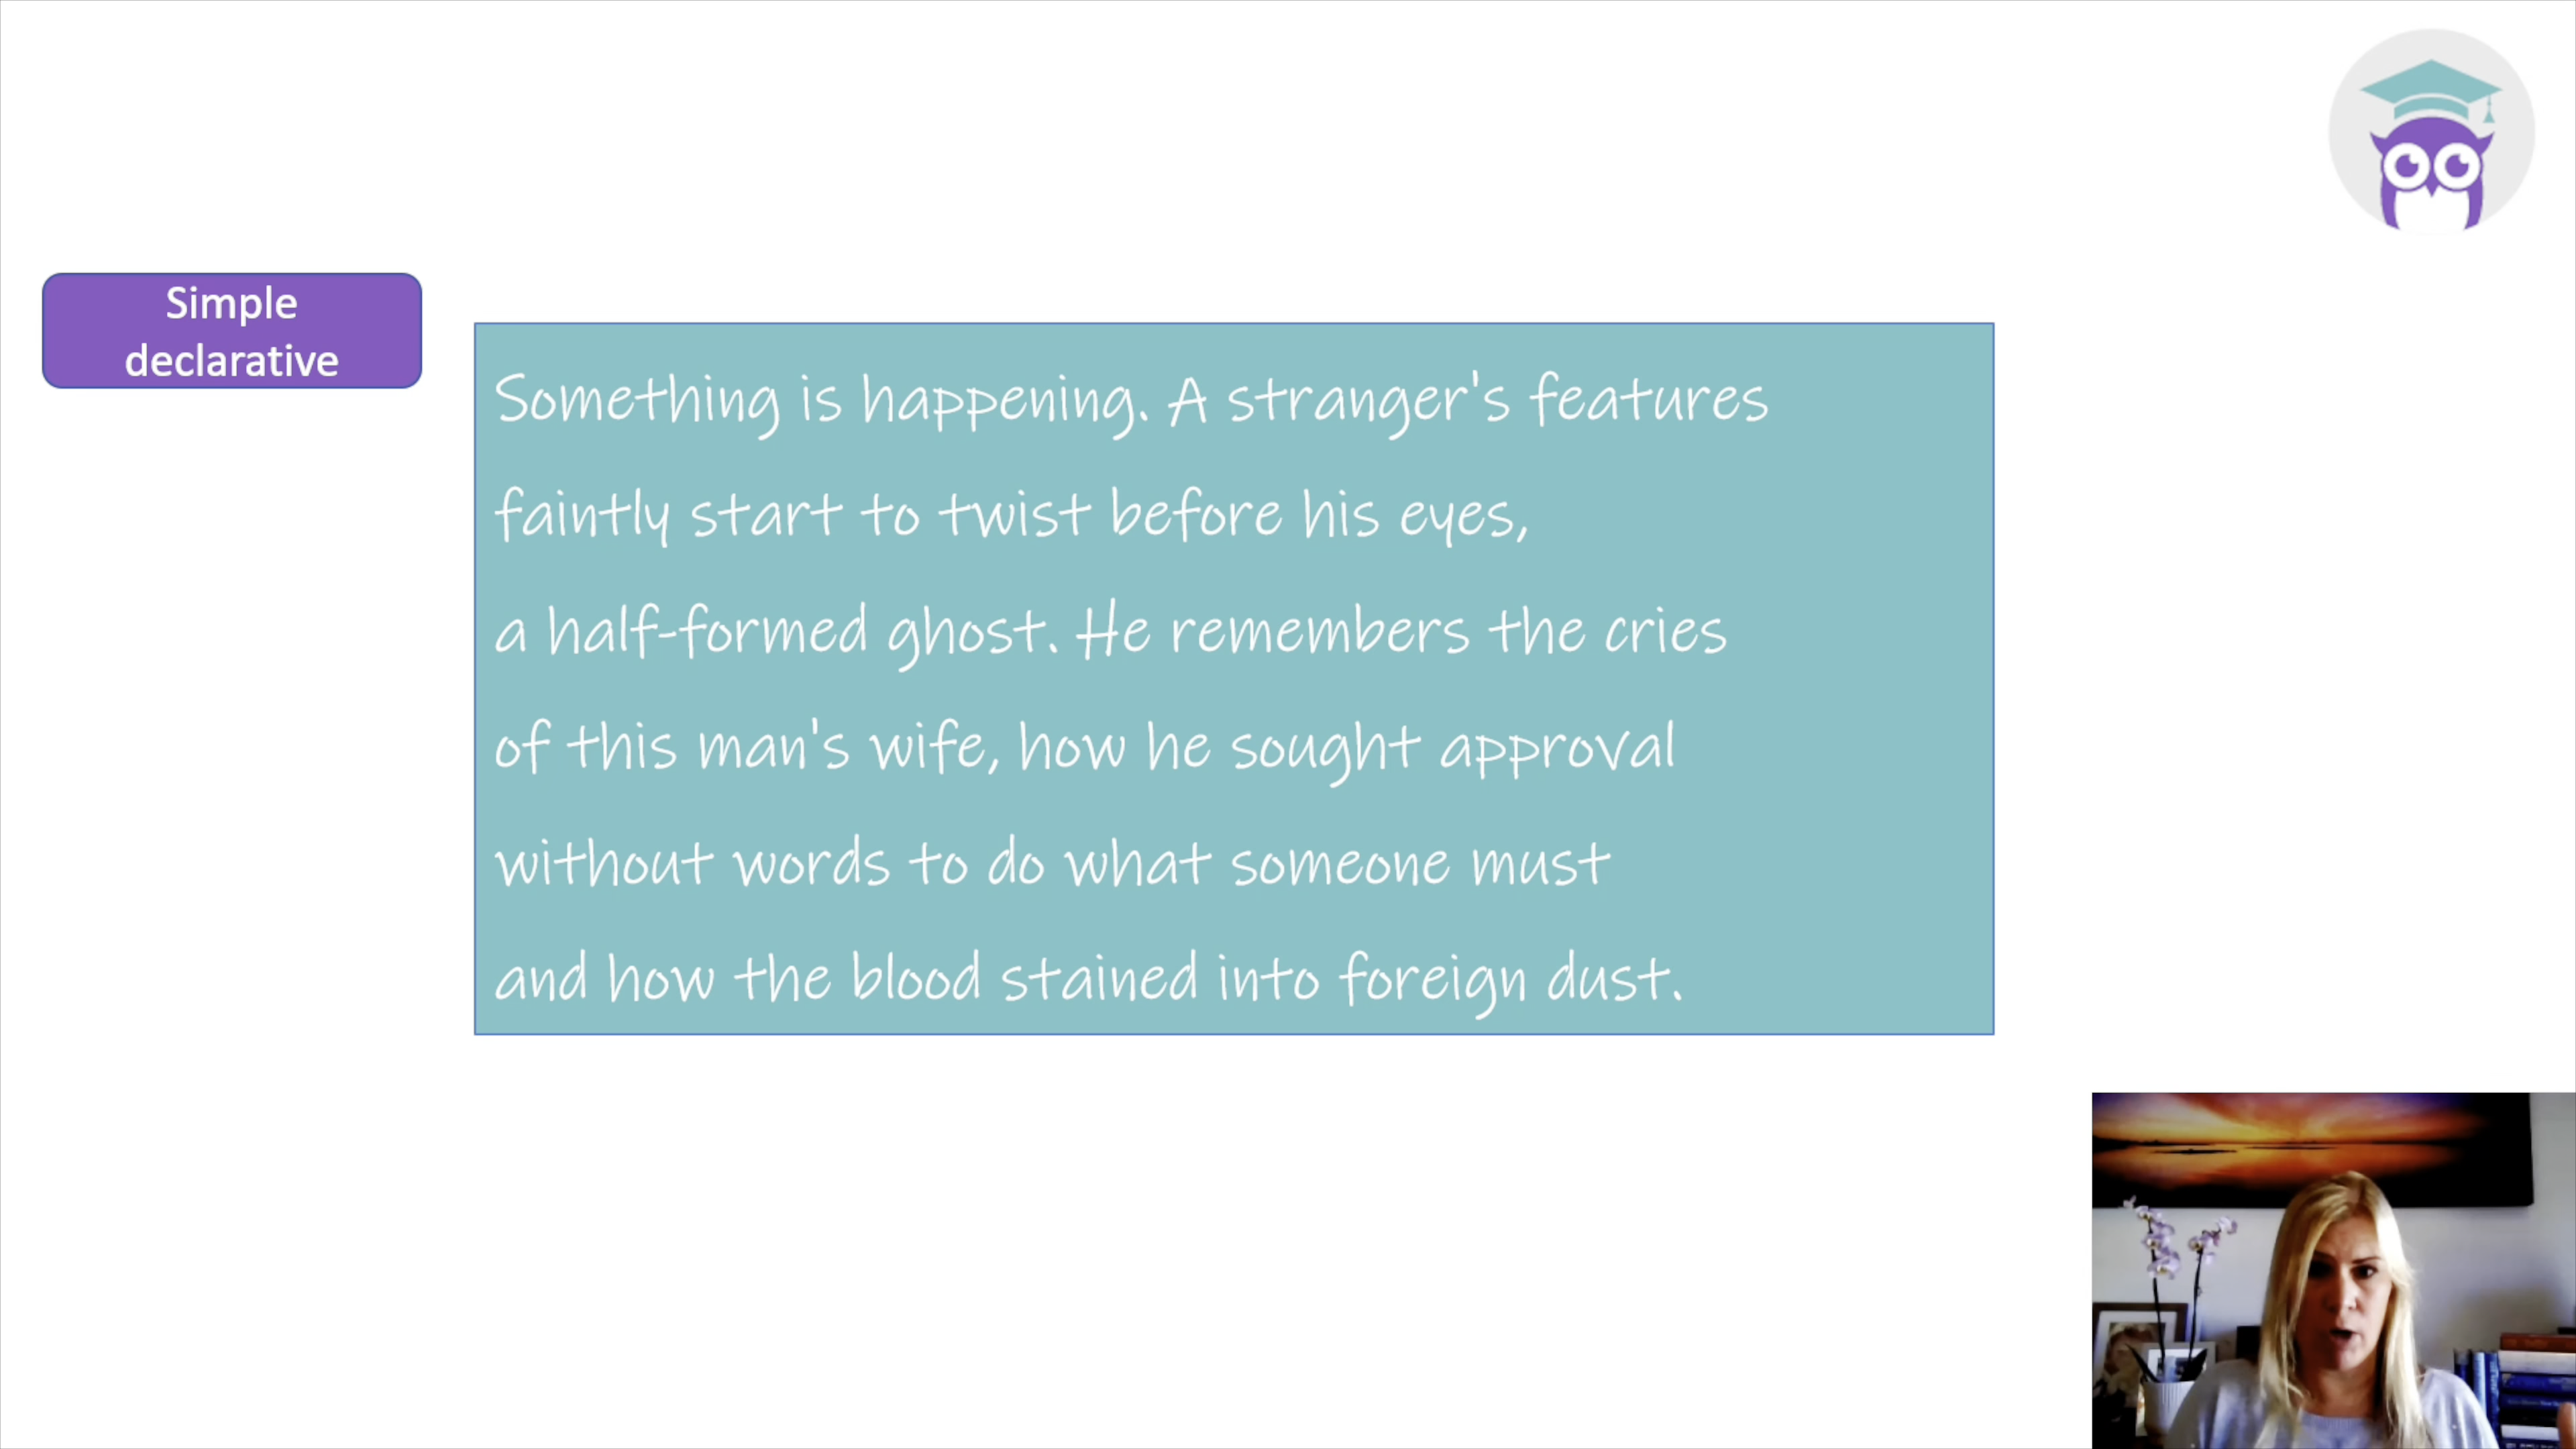 Simple
declarative
Something is happening. A stranger's features
faintly start to twist before his eyes,
a half-formed ghost. He remembers the cries
of this man's wife, how he sought approval
without words to do what someone must
and how the blood stained into foreign dust.